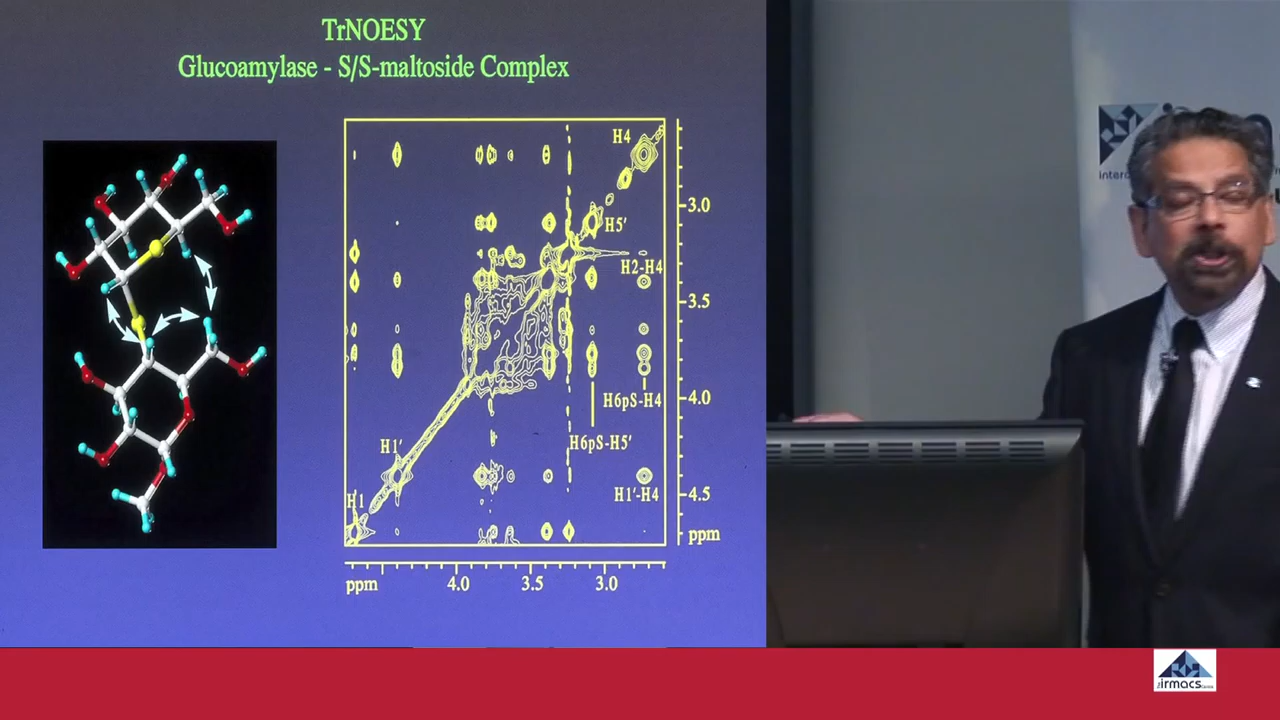 TrNOESY
Glucoamylase - S/S-maltoside Complex
H4
3.0
H5′
H2-H4
3.5
4.0
H6pS-H4
H6pS-H5′
H1′
H1′-H4
4.5
H1
ppm
ppm
4.0
3.5
3.0
irmacs